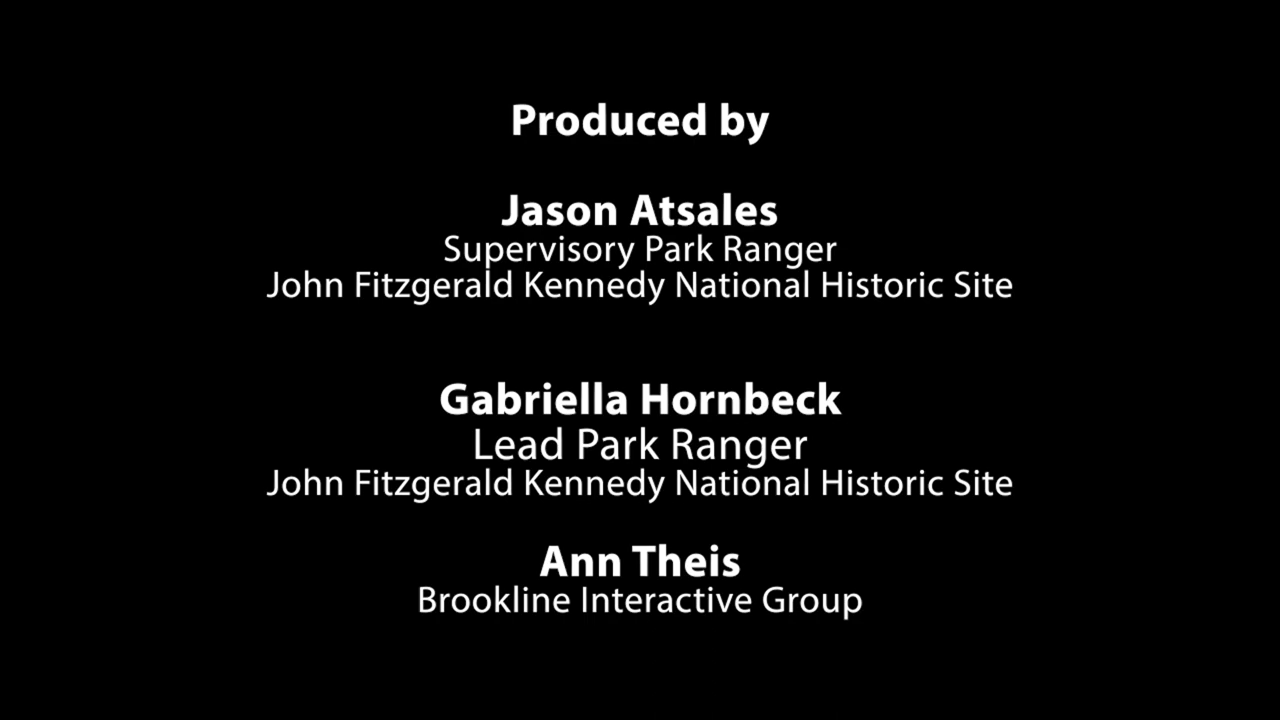 Produced by
Jason Atsales
Supervisory Park Ranger
John Fitzgerald Kennedy National Historic Site
Gabriella Hornbeck
Lead Park Ranger
John Fitzgerald Kennedy National Historic Site
Ann Theis
Brookline Interactive Group